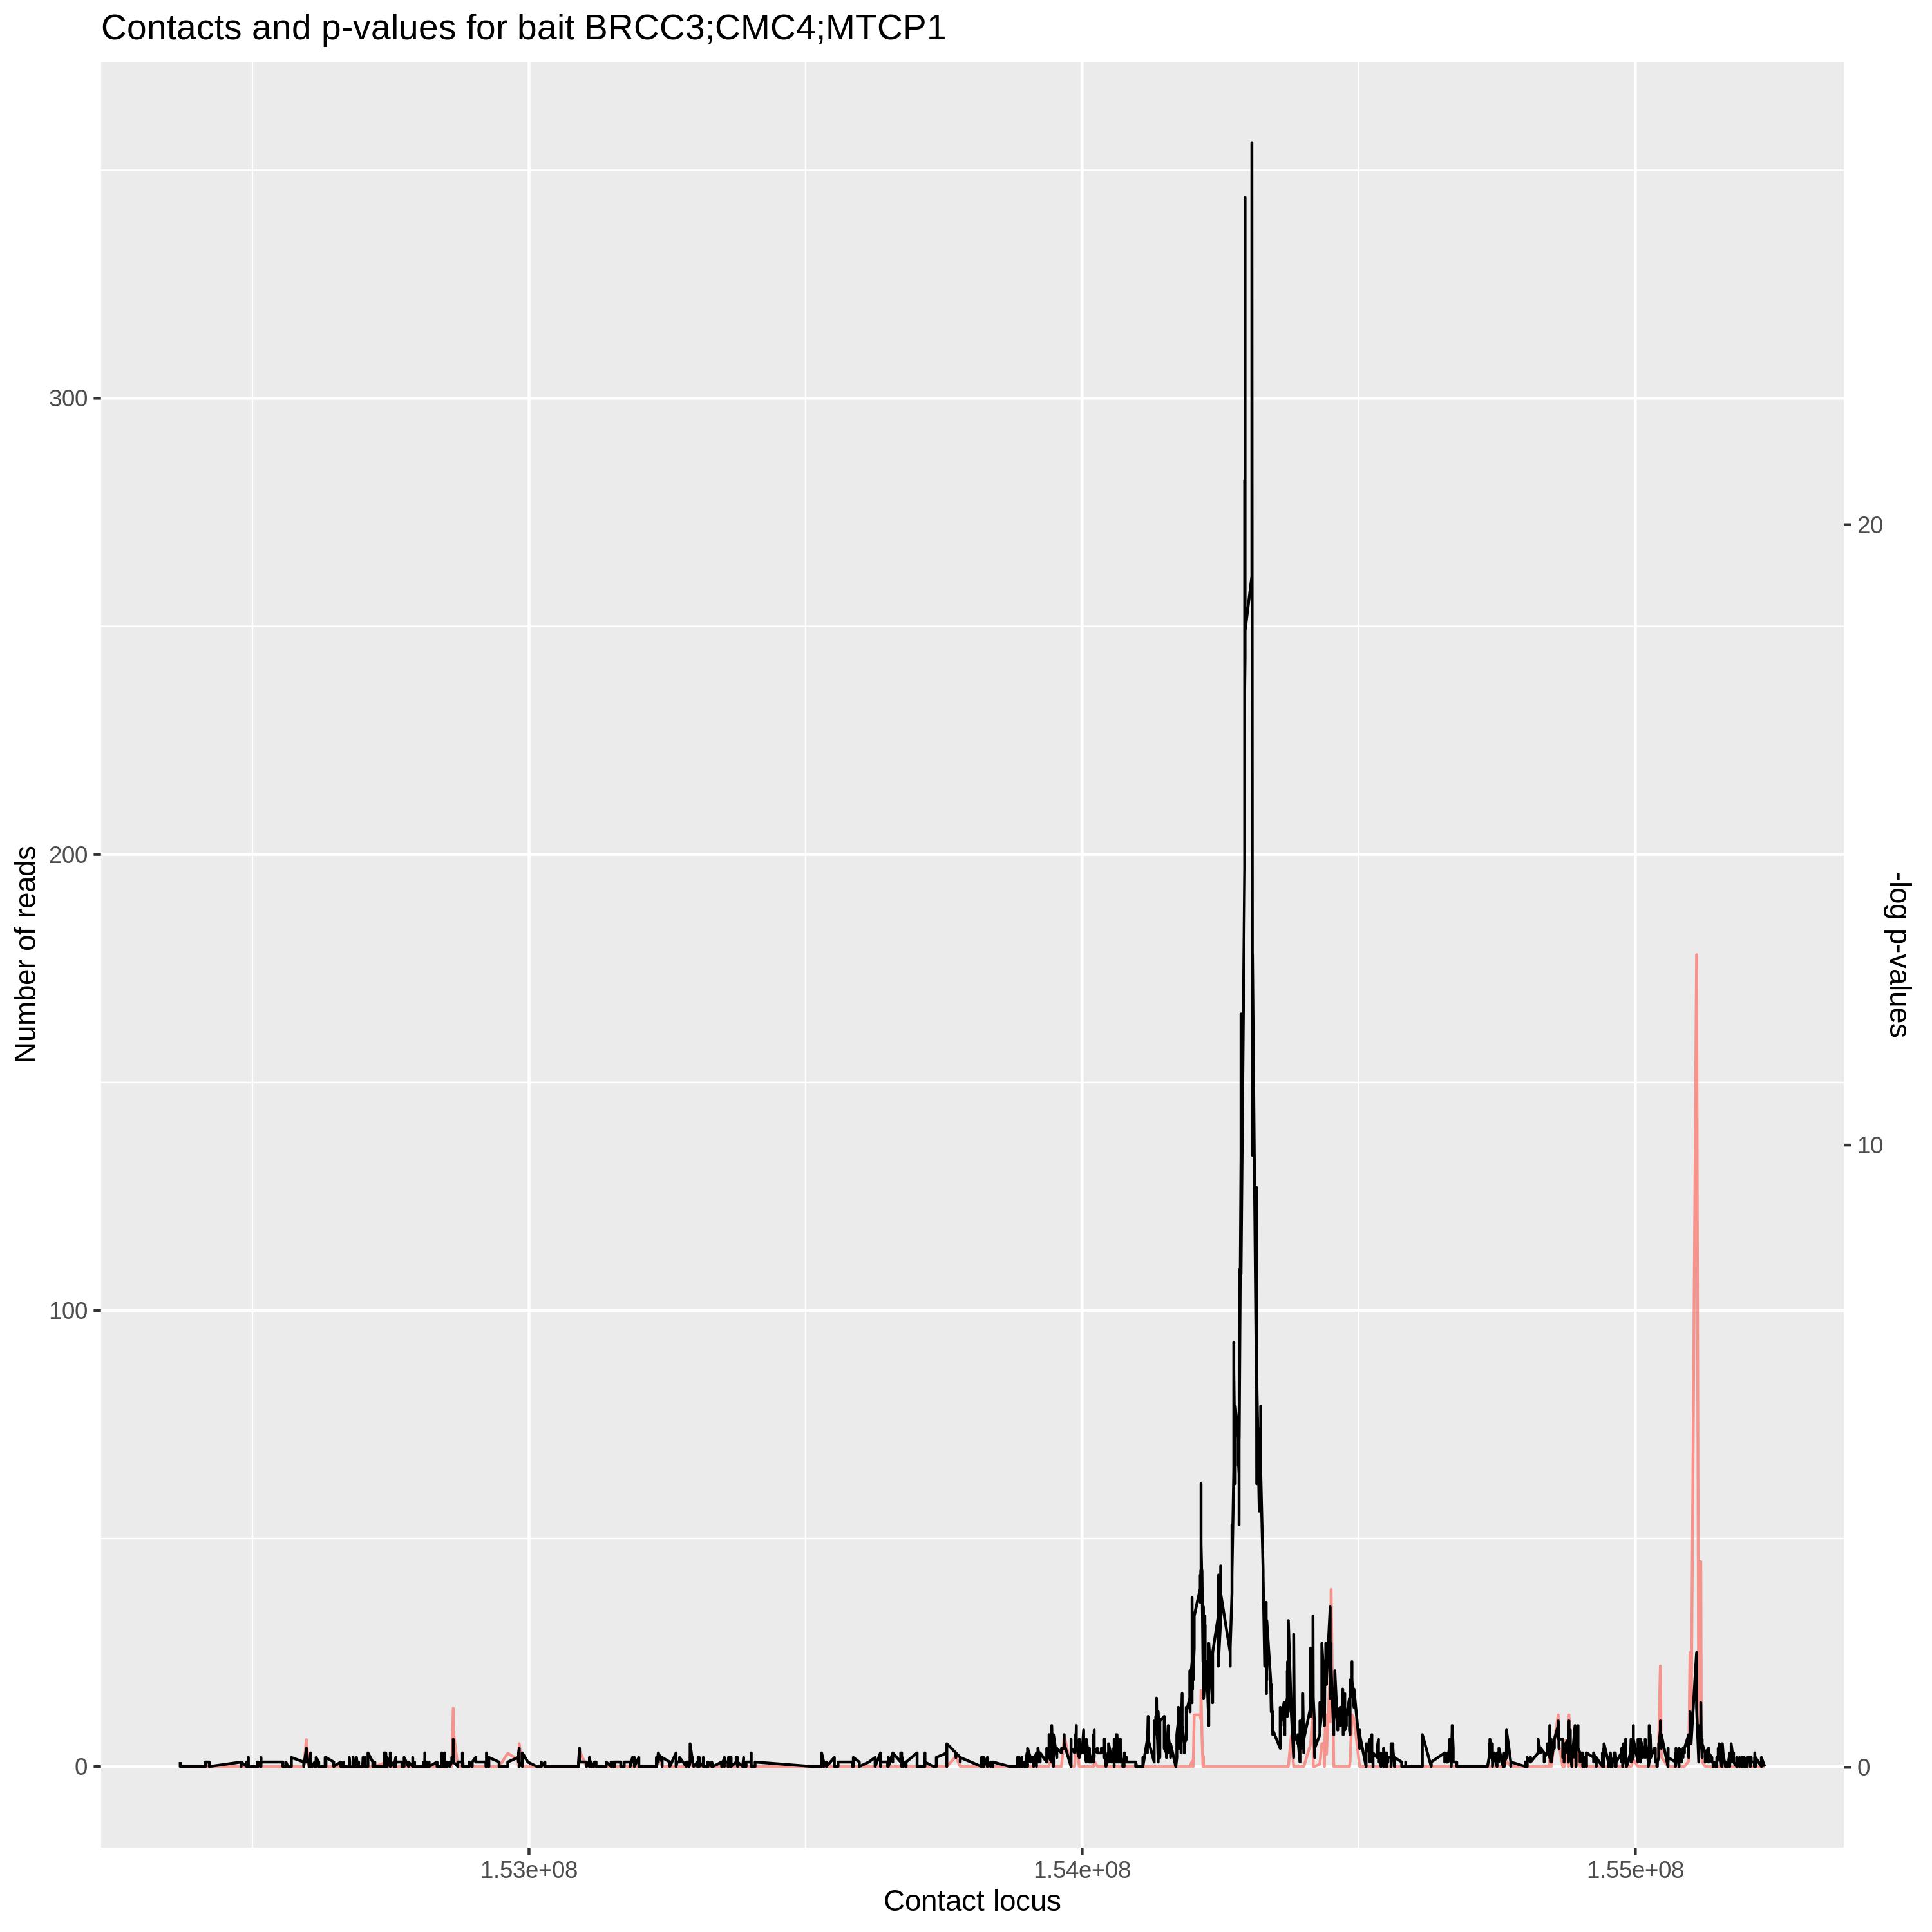 Contacts and p-values for bait BRCC3;CMC4;MTCP1
Number of reads
300
200
100
0
20
10
0
-log p-values
1.53e+08
1.54e+08
1.55e+08
Contact locus